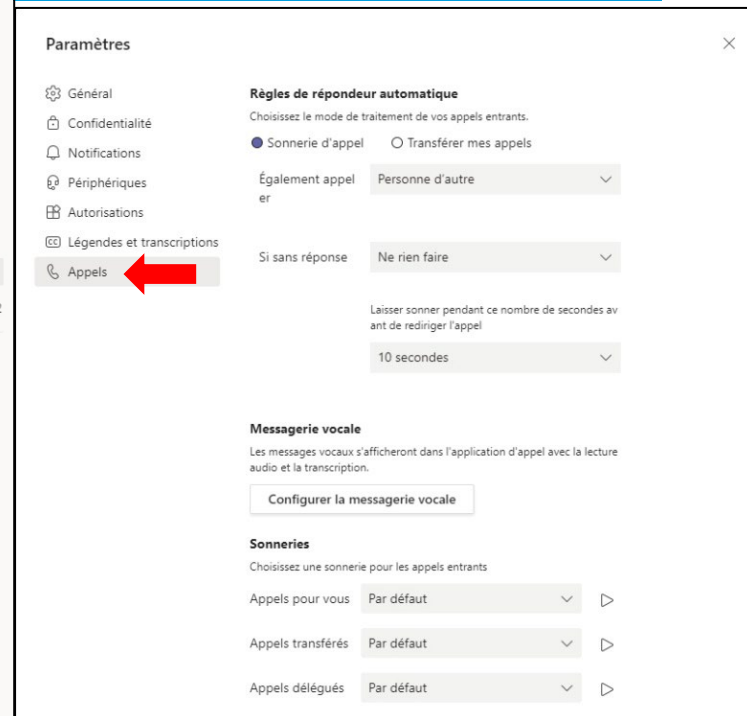 Paramètres
Général
Confidentialité
Notifications
Périphériques
Autorisations
CC Légendes et transcriptions
Appels
Règles de répondeur automatique
Choisissez le mode de traitement de vos appels entrants.
Sonnerie d'appel Transférer mes appels
Également appel
er
Personne d'autre
Si sans réponse Ne rien faire
Laisser sonner pendant ce nombre de secondes av
ant de rediriger l'appel
10 secondes
Messagerie vocale
Les messages vocaux s'afficheront dans l'application d'appel avec la lecture
audio et la transcription.
Configurer la messagerie vocale
Sonneries
Choisissez une sonnerie pour les appels entrants
Appels pour vous Par défaut
Appels transférés Par défaut
Appels délégués Par défaut